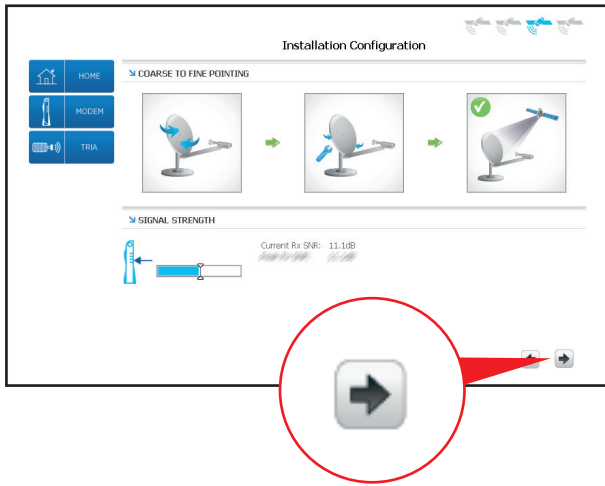 Installation Configuration
HOME
COARSE TO FINE POINTING
MODEM
TRIA
SIGNAL STRENGTH
Current Rx SNR: 11.1dB